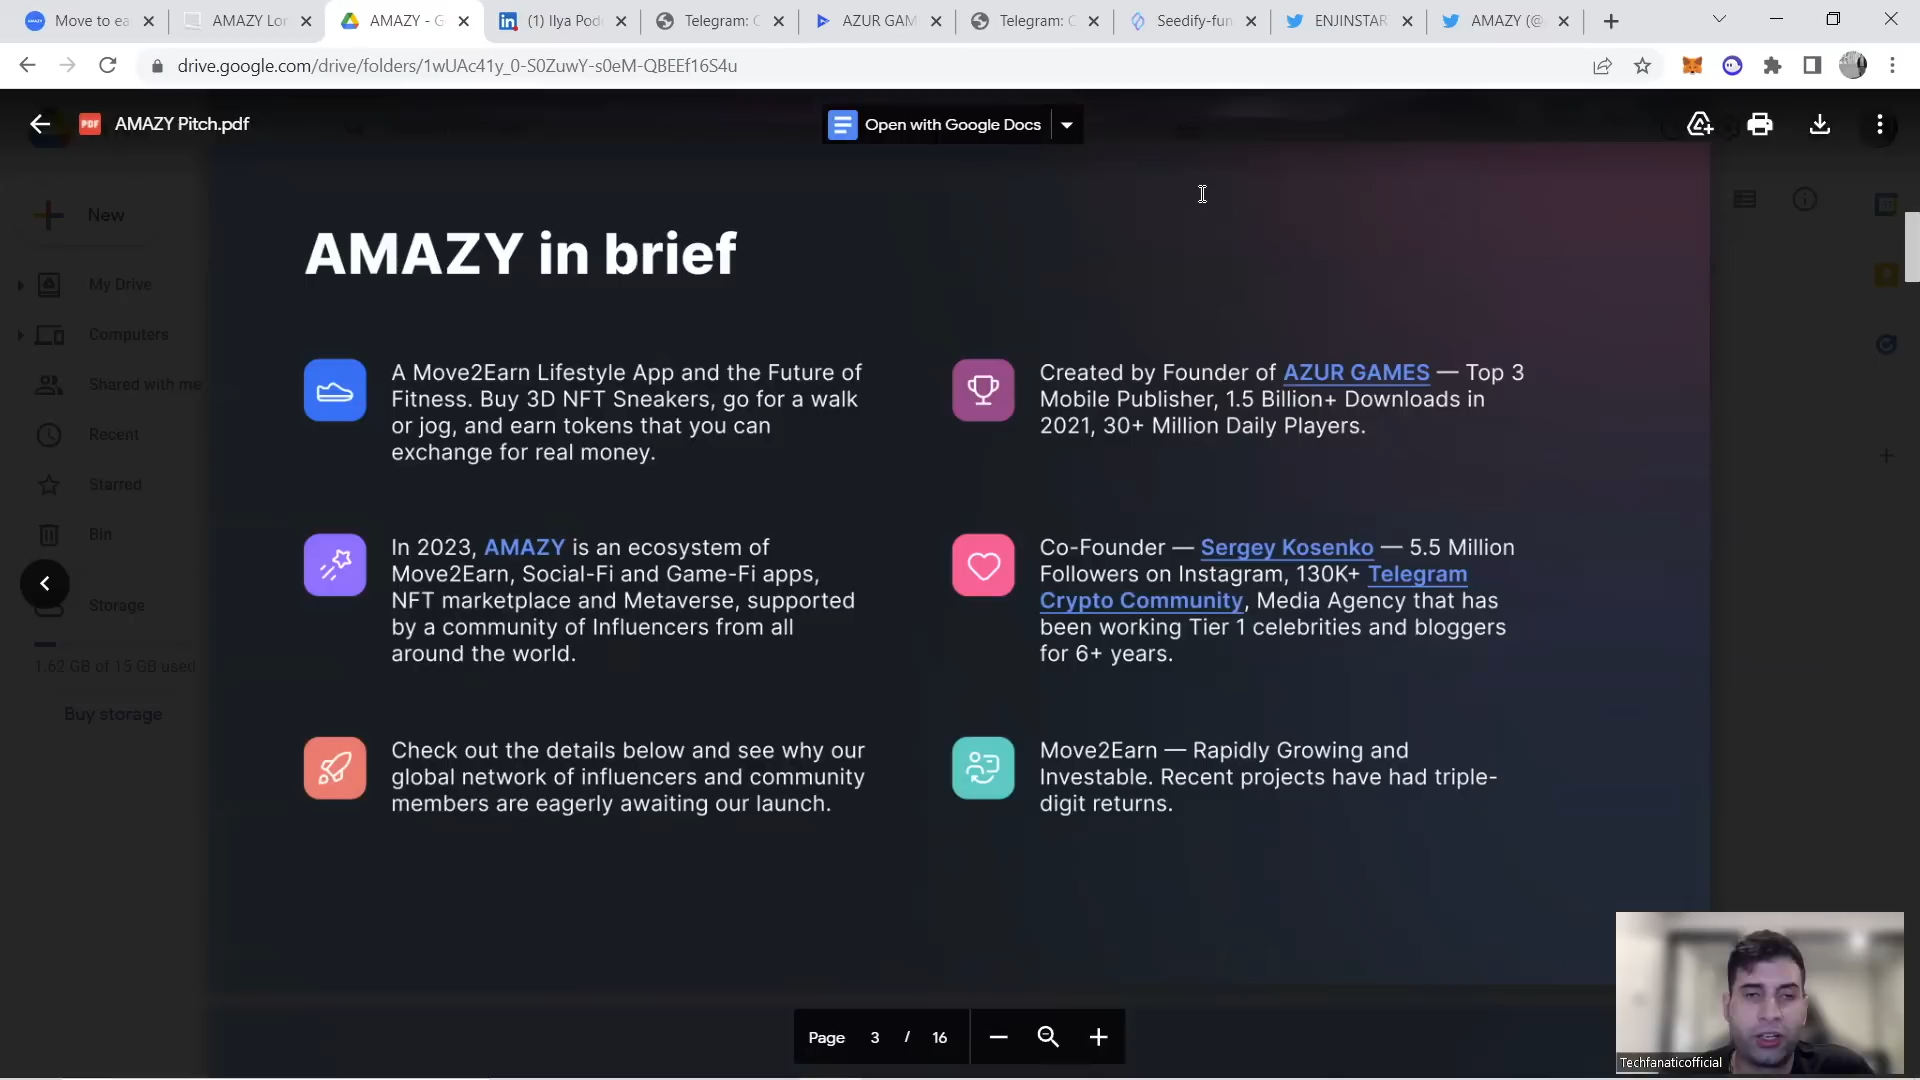 Move to ea
AMAZY Lor
AMAZY - G
(1) Ilya Pod
Telegram: C
AZUR GAM
Telegram: C
Seedify-fun
ENJINSTAR
AMAZY (@
drive.google.com/drive/folders/1wUAc41y_0-S0ZuwY-s0eM-QBEEf16S4u
PDF
AMAZY Pitch.pdf
Open with Google Docs
New
My Drive
Computers
Shared with me
Recent
Starred
Bin
Storage
1.62 GB of 15 GB used
Buy storage
AMAZY in brief
A Move2Earn Lifestyle App and the Future of
Fitness. Buy 3D NFT Sneakers, go for a walk
or jog, and earn tokens that you can
exchange for real money.
In 2023, AMAZY is an ecosystem of
Move2Earn, Social-Fi and Game-Fi apps,
NFT marketplace and Metaverse, supported
by a community of Influencers from all
around the world.
Check out the details below and see why our
global network of influencers and community
members are eagerly awaiting our launch.
Created by Founder of AZUR GAMES — Top 3
Mobile Publisher, 1.5 Billion+ Downloads in
2021, 30+ Million Daily Players.
Co-Founder — Sergey Kosenko — 5.5 Million
Followers on Instagram, 130K+ Telegram
Crypto Community, Media Agency that has
been working Tier 1 celebrities and bloggers
for 6+ years.
Move2Earn — Rapidly Growing and
Investable. Recent projects have had triple-
digit returns.
Page 3 / 16
Techfanaticofficial